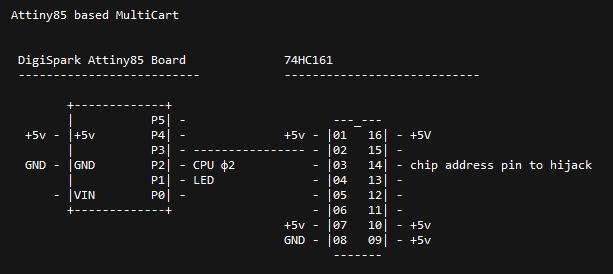 Attiny85 based MultiCart
DigiSpark Attiny85 Board          74HC161
---------------------------       -----------------------------
       +-------------+
       |          P5| -                      ---_---
 +5v - |+5v       P4| -              +5v - |01   16| - +5V
       |          P3| - ----------------- - |02   15| -
 GND - |GND       P2| - CPU ϕ2            - |03   14| - chip address pin to hijack
       |          P1| - LED               - |04   13| -
     - |VIN       P0| -                   - |05   12| -
       +-------------+                    - |06   11| -
                                     +5v - |07   10| - +5v
                                     GND - |08   09| - +5v
                                             -------